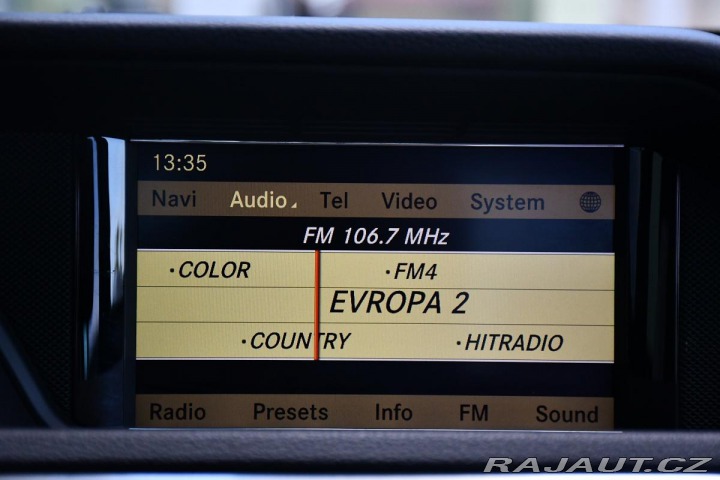 13:35
Navi Audio Tel Video System
FM 106.7 MHz
·COLOR ·FM4
EVROPA 2
·COUNTRY ·HITRADIO
Radio Presets Info FM Sound
RAJAUT.CZ